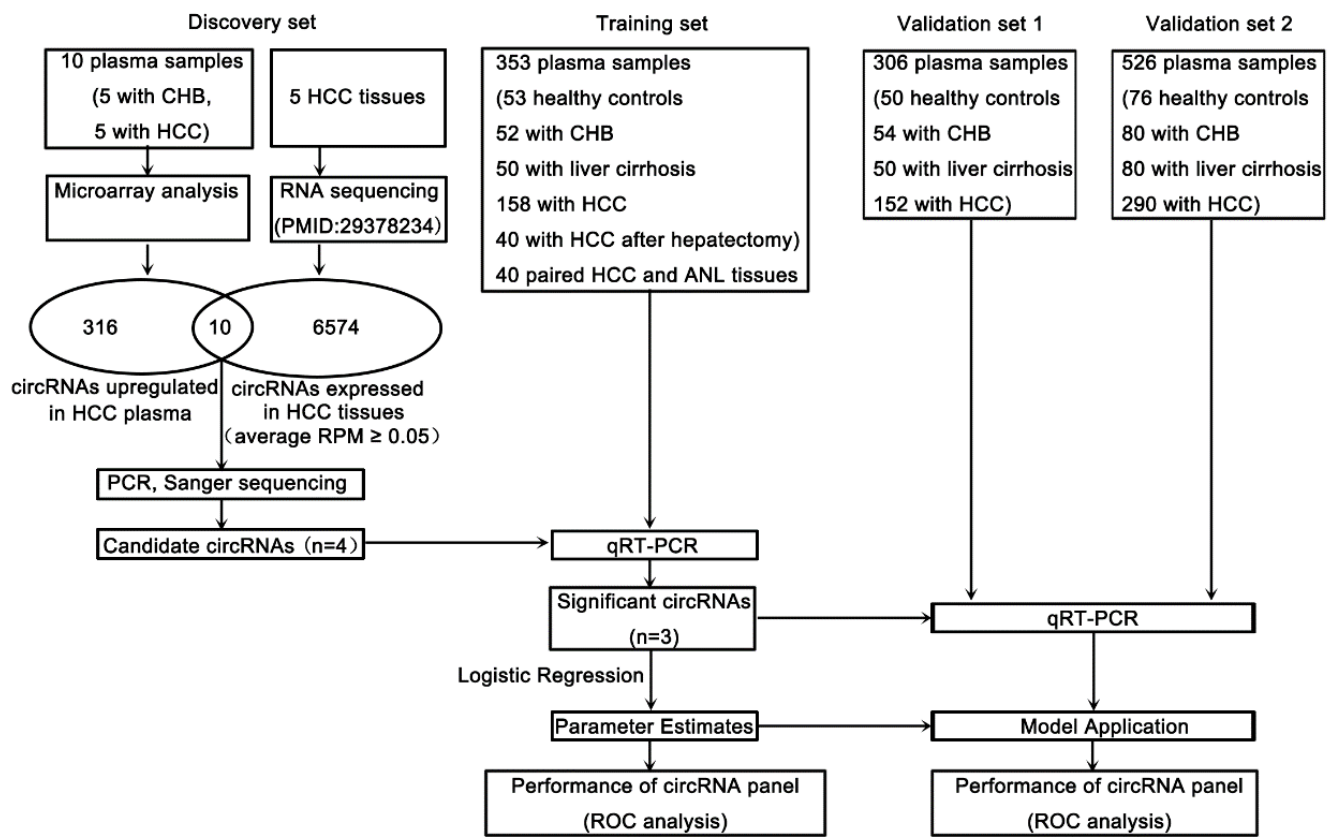 Discovery set
10 plasma samples
(5 with CHB,
5 with HCC)
5 HCC tissues
Microarray analysis
RNA sequencing
(PMID:29378234)
316
10
6574
circRNAs upregulated
in HCC plasma
circRNAs expressed
in HCC tissues
(average RPM ≥ 0.05)
PCR, Sanger sequencing
Candidate circRNAs (n=4)
Training set
353 plasma samples
(53 healthy controls
52 with CHB
50 with liver cirrhosis
158 with HCC
40 with HCC after hepatectomy)
40 paired HCC and ANL tissues
qRT-PCR
Significant circRNAs
(n=3)
Logistic Regression
Parameter Estimates
Performance of circRNA panel
(ROC analysis)
Validation set 1
306 plasma samples
(50 healthy controls
54 with CHB
50 with liver cirrhosis
152 with HCC)
Validation set 2
526 plasma samples
(76 healthy controls
80 with CHB
80 with liver cirrhosis
290 with HCC)
qRT-PCR
Model Application
Performance of circRNA panel
(ROC analysis)